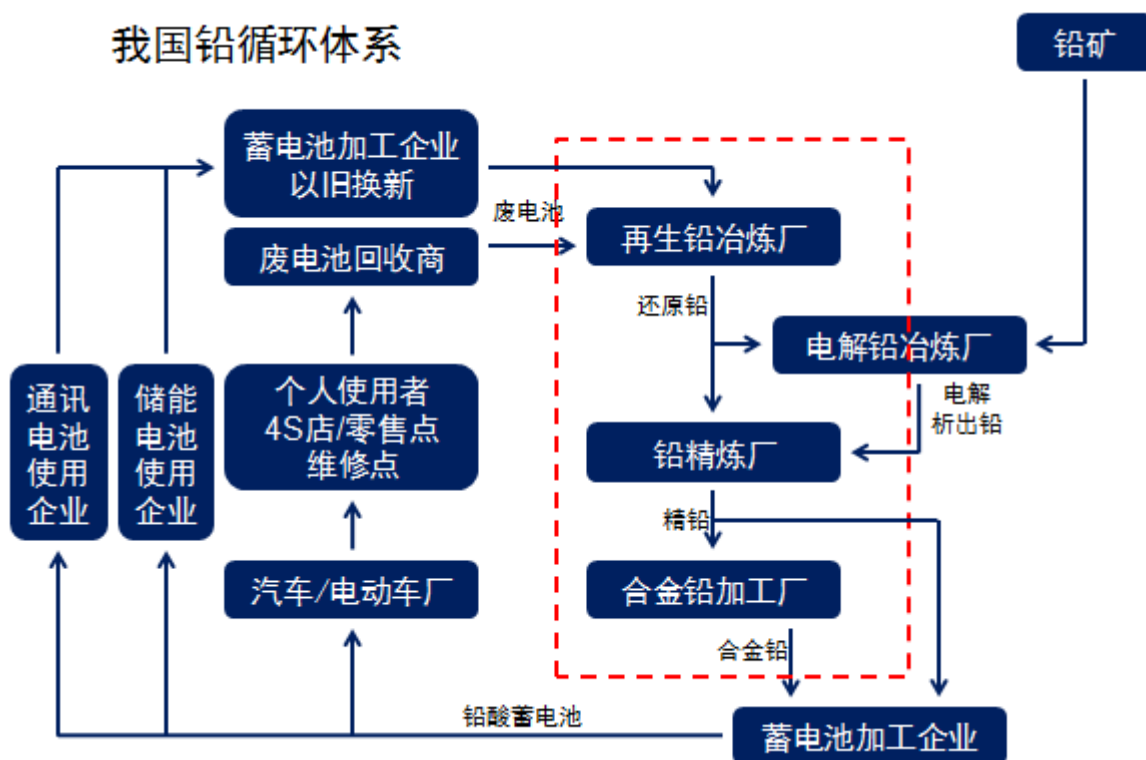 我国铅循环体系
铅矿
蓄电池加工企业
以旧换新
废电池
废电池回收商
再生铅冶炼厂
还原铅
电解铅冶炼厂
电解
析出铅
通讯
电池
使用
企业
储能
电池
使用
企业
个人使用者
4S店/零售点
维修点
铅精炼厂
精铅
汽车/电动车厂
合金铅加工厂
合金铅
铅酸蓄电池
蓄电池加工企业